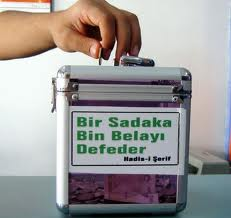 Bir Sadaka
Bin Belayı
Defeder
Hadis-i Şerif